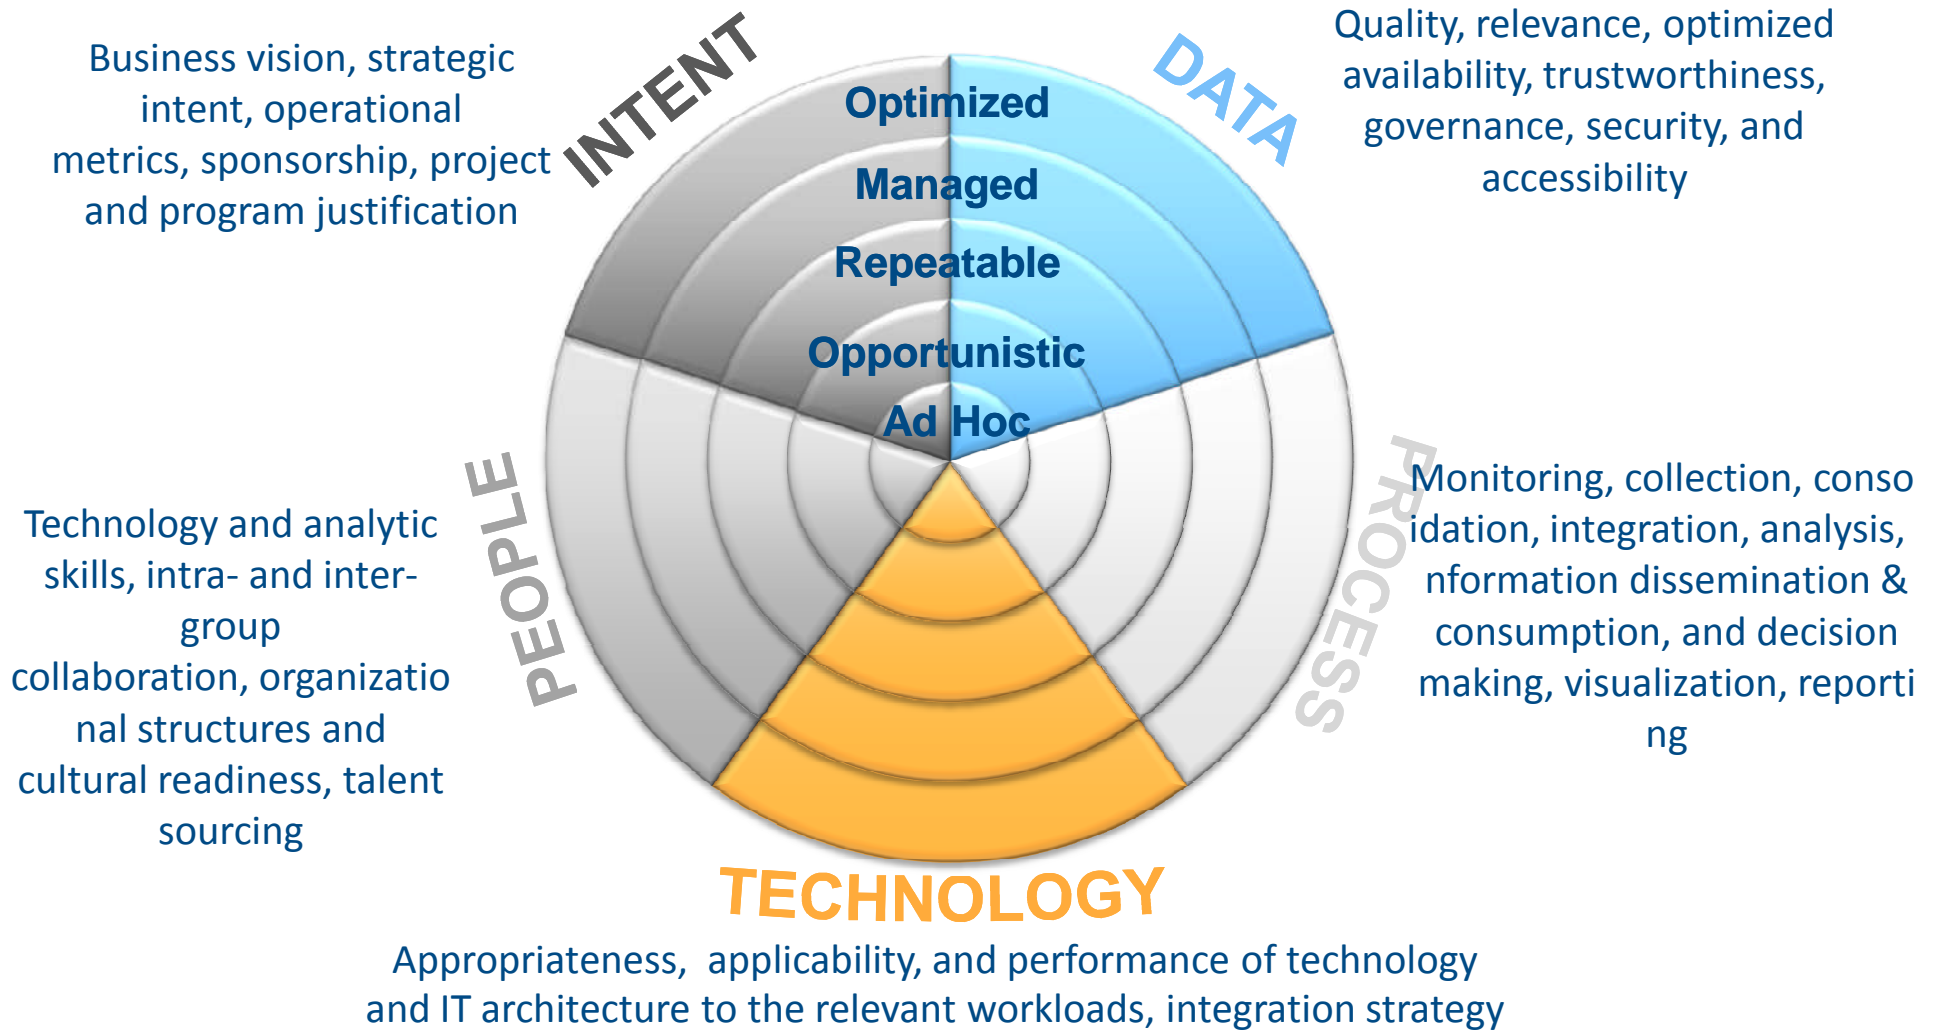 Business vision, strategic
intent, operational
metrics, sponsorship, project
and program justification
INTENT
DATA
Quality, relevance, optimized
availability, trustworthiness,
governance, security, and
accessibility
Optimized
Managed
Repeatable
Opportunistic
Ad Hoc
PEOPLE
Technology and analytic
skills, intra- and inter-
group
collaboration, organizatio
nal structures and
cultural readiness, talent
sourcing
PROCESS
Monitoring, collection, conso
idation, integration, analysis,
nformation dissemination &
consumption, and decision
making, visualization, reporti
ng
TECHNOLOGY
Appropriateness, applicability, and performance of technology
and IT architecture to the relevant workloads, integration strategy